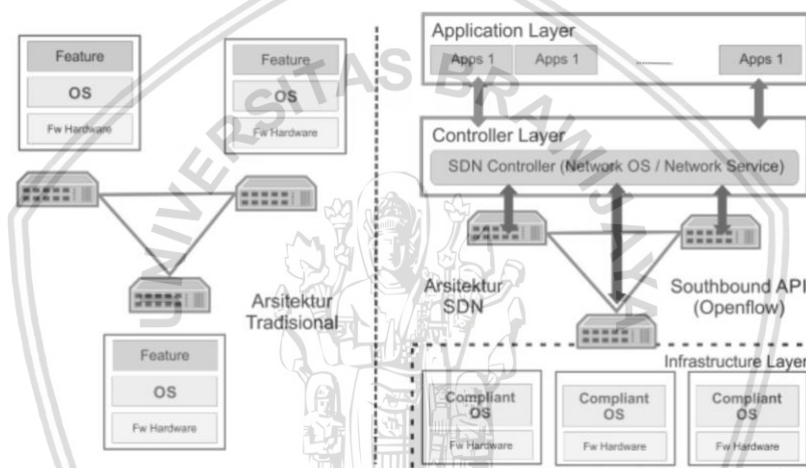 Feature
OS
Fw Hardware
Feature
OS
Fw Hardware
Arsitektur
Tradisional
Feature
OS
Fw Hardware
Application Layer
Apps 1
Apps 1
Apps 1
Controller Layer
SDN Controller (Network OS / Network Service)
Arsitektur
SDN
Southbound API
(Openflow)
Infrastructure Layer
Compliant
OS
Fw Hardware
Compliant
OS
Fw Hardware
Compliant
OS
Fw Hardware
UNIVERSITAS BRAWIJAYA